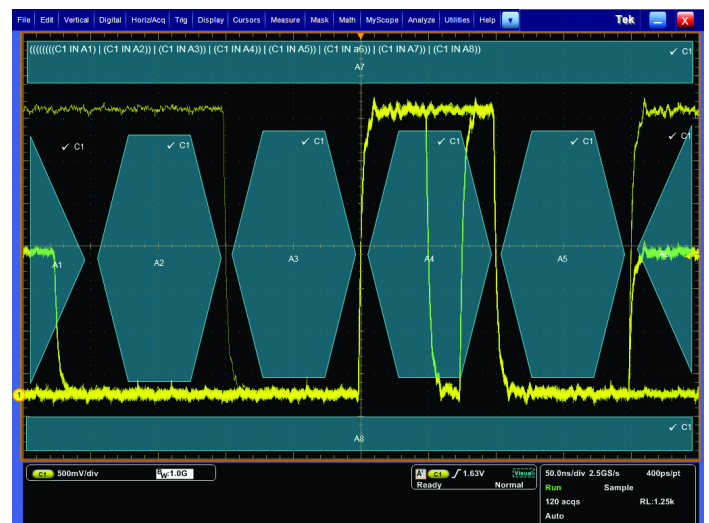 File Edit Vertical Digital Horiz/Acq Trig Display Cursors Measure Mask Math MyScope Analyze Utilities Help Tek X
((((((((C1 IN A1) | (C1 IN A2)) | (C1 IN A3)) | (C1 IN A4)) | (C1 IN A5)) | (C1 IN a6)) | (C1 IN A7)) | (C1 IN A8)) ✓ C1
A7
✓ C1 ✓ C1 ✓ C1 ✓ C1 ✓ C1 ✓ C1
A1 A2 A3 A4 A5 A6
1
✓ C1
A8
C1 500mV/div BW:1.0G
A' C1 1.63V Visual
Ready Normal
50.0ns/div 2.5GS/s 400ps/pt
Run Sample
120 acqs RL:1.25k
Auto